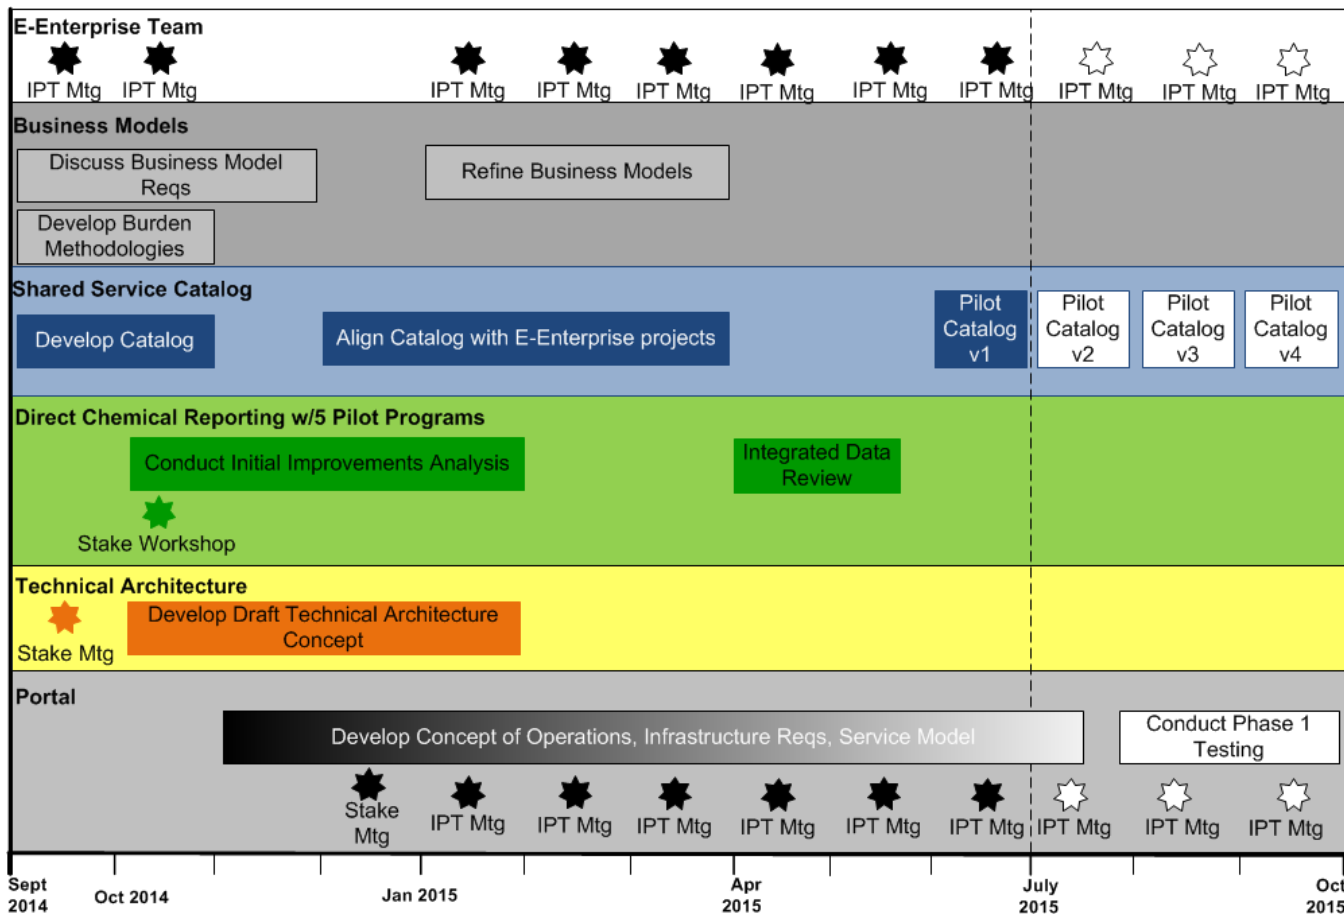 E-Enterprise Team
IPT Mtg
IPT Mtg
IPT Mtg
IPT Mtg
IPT Mtg
IPT Mtg
IPT Mtg
IPT Mtg
IPT Mtg
IPT Mtg
IPT Mtg
Business Models
Discuss Business Model
Reqs
Refine Business Models
Develop Burden
Methodologies
Shared Service Catalog
Develop Catalog
Align Catalog with E-Enterprise projects
Pilot
Catalog
v1
Pilot
Catalog
v2
Pilot
Catalog
v3
Pilot
Catalog
v4
Direct Chemical Reporting w/5 Pilot Programs
Conduct Initial Improvements Analysis
Integrated Data
Review
Stake Workshop
Technical Architecture
Stake Mtg
Develop Draft Technical Architecture
Concept
Portal
Develop Concept of Operations, Infrastructure Reqs, Service Model
Conduct Phase 1
Testing
Stake
Mtg
IPT Mtg
IPT Mtg
IPT Mtg
IPT Mtg
IPT Mtg
IPT Mtg
IPT Mtg
IPT Mtg
IPT Mtg
Sept
2014
Oct 2014
Jan 2015
Apr
2015
July
2015
Oct
2015